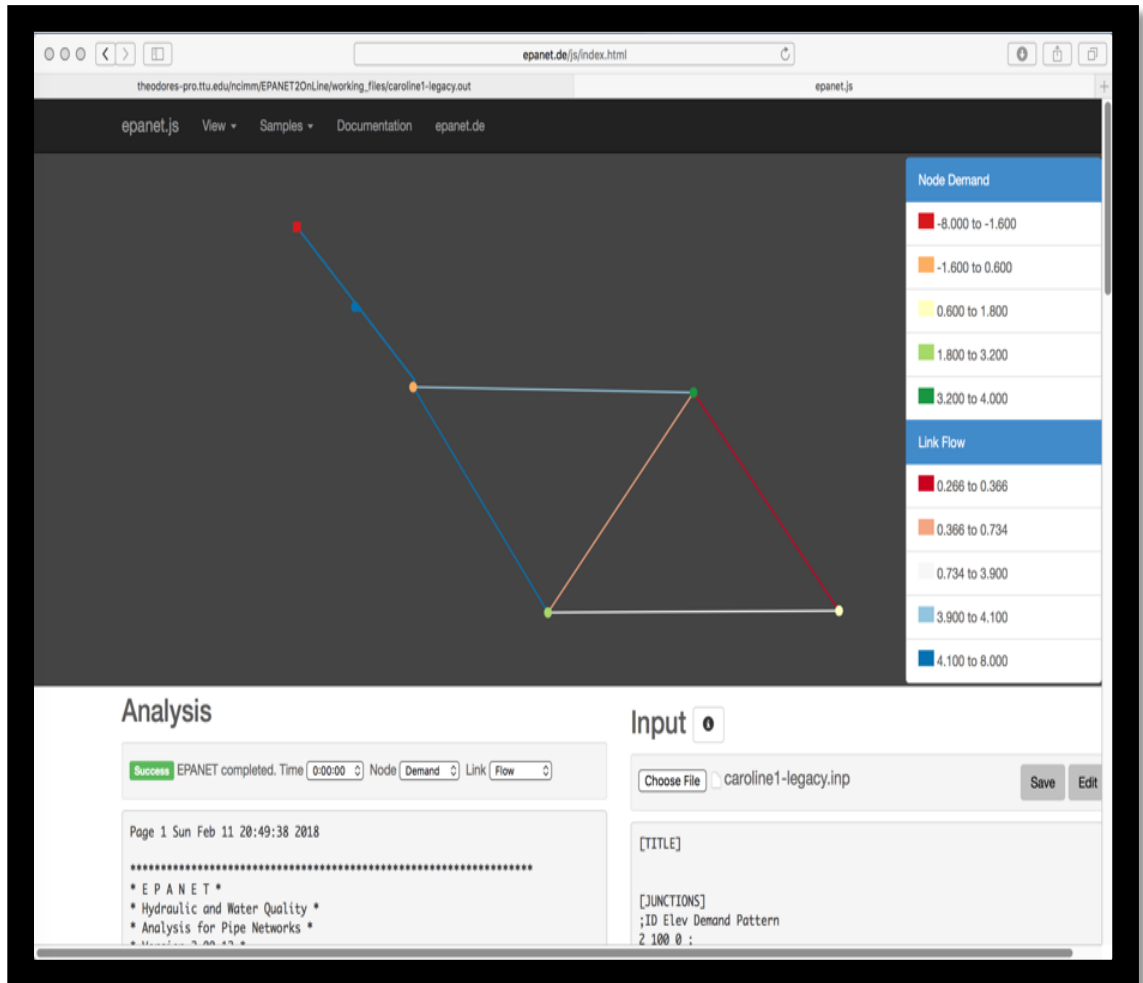 epanet.de/js/index.html
theodores-pro.ttu.edu/ncimm/EPANET2OnLine/working_files/caroline1-legacy.out
epanet.js
epanet.js View Samples Documentation epanet.de
Node Demand
-8.000 to -1.600
-1.600 to 0.600
0.600 to 1.800
1.800 to 3.200
3.200 to 4.000
Link Flow
0.266 to 0.366
0.366 to 0.734
0.734 to 3.900
3.900 to 4.100
4.100 to 8.000
Analysis
Success EPANET completed. Time 0:00:00 Node Demand Link Flow
Page 1 Sun Feb 11 20:49:38 2018
******************************************************************
* E P A N E T *
* Hydraulic and Water Quality *
* Analysis for Pipe Networks *
Input
Choose File caroline1-legacy.inp Save Edit
[TITLE]
[JUNCTIONS]
;ID Elev Demand Pattern
2 100 0 ;